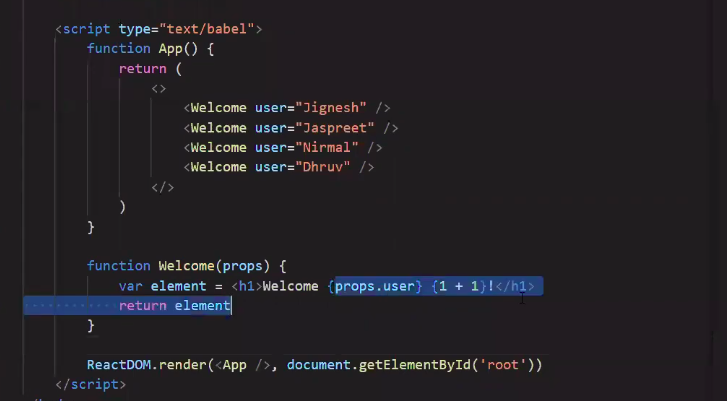 <script type="text/babel">
function App() {
return (
<>
<Welcome user="Jignesh" />
<Welcome user="Jaspreet" />
<Welcome user="Nirmal" />
<Welcome user="Dhruv" />
</>
)
}
function Welcome(props) {
var element = <h1>Welcome {props.user} {1 + 1}!</h1>
return element
}
ReactDOM.render(<App />, document.getElementById('root'))
</script>